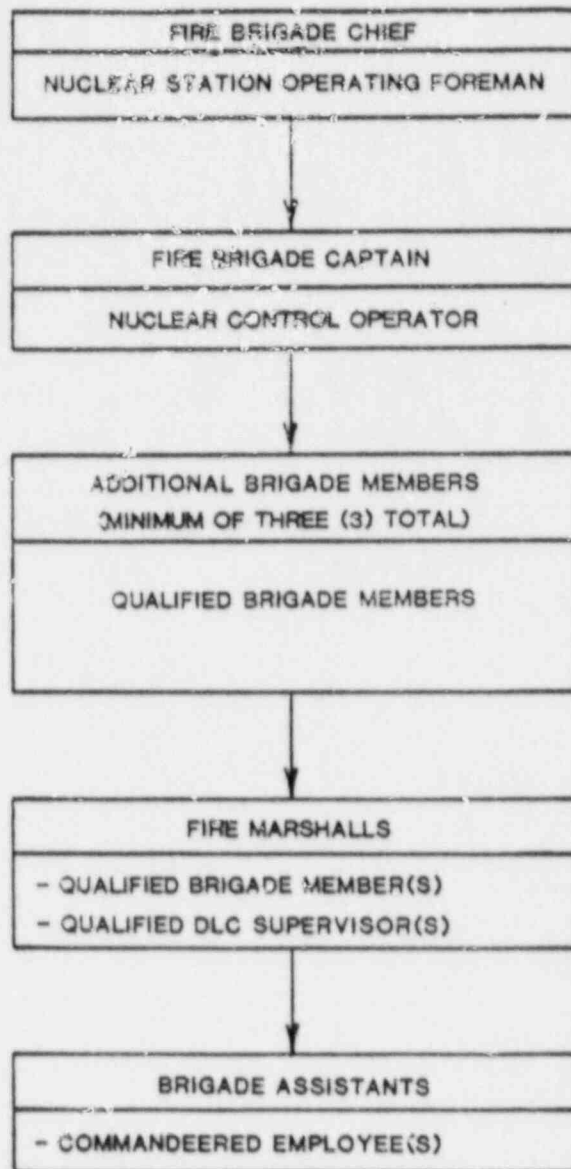 FIRE BRIGADE CHIEF
NUCLEAR STATION OPERATING FOREMAN
FIRE BRIGADE CAPTAIN
NUCLEAR CONTROL OPERATOR
ADDITIONAL BRIGADE MEMBERS
(MINIMUM OF THREE (3) TOTAL)
QUALIFIED BRIGADE MEMBERS
FIRE MARSHALLS
- QUALIFIED BRIGADE MEMBER(S)
- QUALIFIED DLC SUPERVISOR(S)
BRIGADE ASSISTANTS
- COMMANDEERED EMPLOYEE(S)